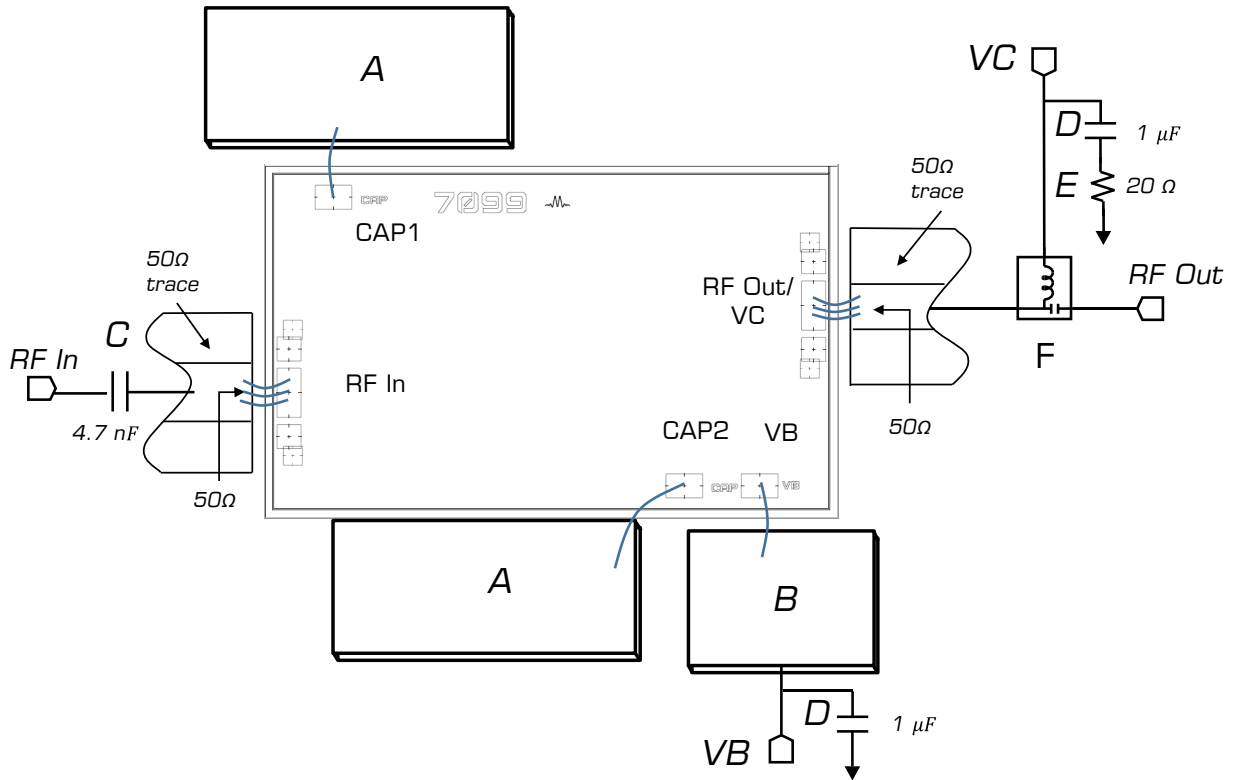 A
VC
D
1 μF
E
20 Ω
50Ω
trace
CAP
7099
CAP1
50Ω
trace
RF Out/
VC
RF Out
F
C
RF In
4.7 nF
RF In
50Ω
50Ω
CAP2
VB
CAP
VB
A
B
D
1 μF
VB